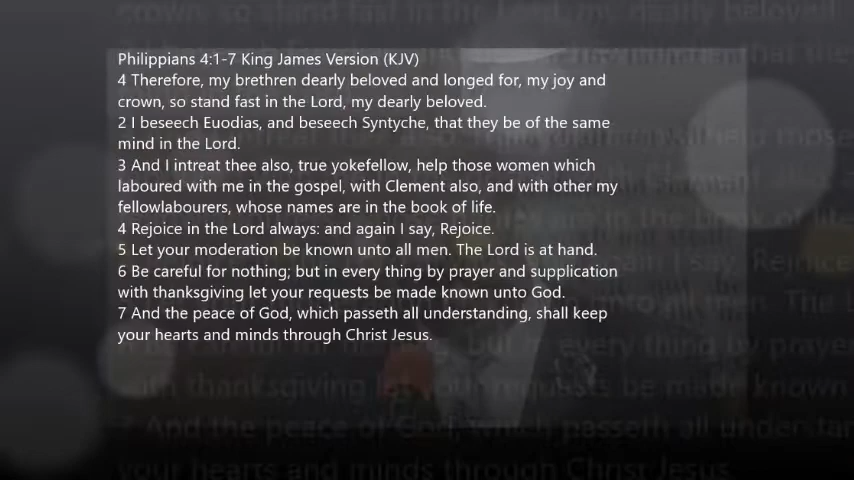 Philippians 4:1-7 King James Version (KJV)
4 Therefore, my brethren dearly beloved and longed for, my joy and
crown, so stand fast in the Lord, my dearly beloved.
2 I beseech Euodias, and beseech Syntyche, that they be of the same
mind in the Lord.
3 And I intreat thee also, true yokefellow, help those women which
laboured with me in the gospel, with Clement also, and with other my
fellowlabourers, whose names are in the book of life.
4 Rejoice in the Lord always: and again I say, Rejoice.
5 Let your moderation be known unto all men. The Lord is at hand.
6 Be careful for nothing; but in every thing by prayer and supplication
with thanksgiving let your requests be made known unto God.
7 And the peace of God, which passeth all understanding, shall keep
your hearts and minds through Christ Jesus.